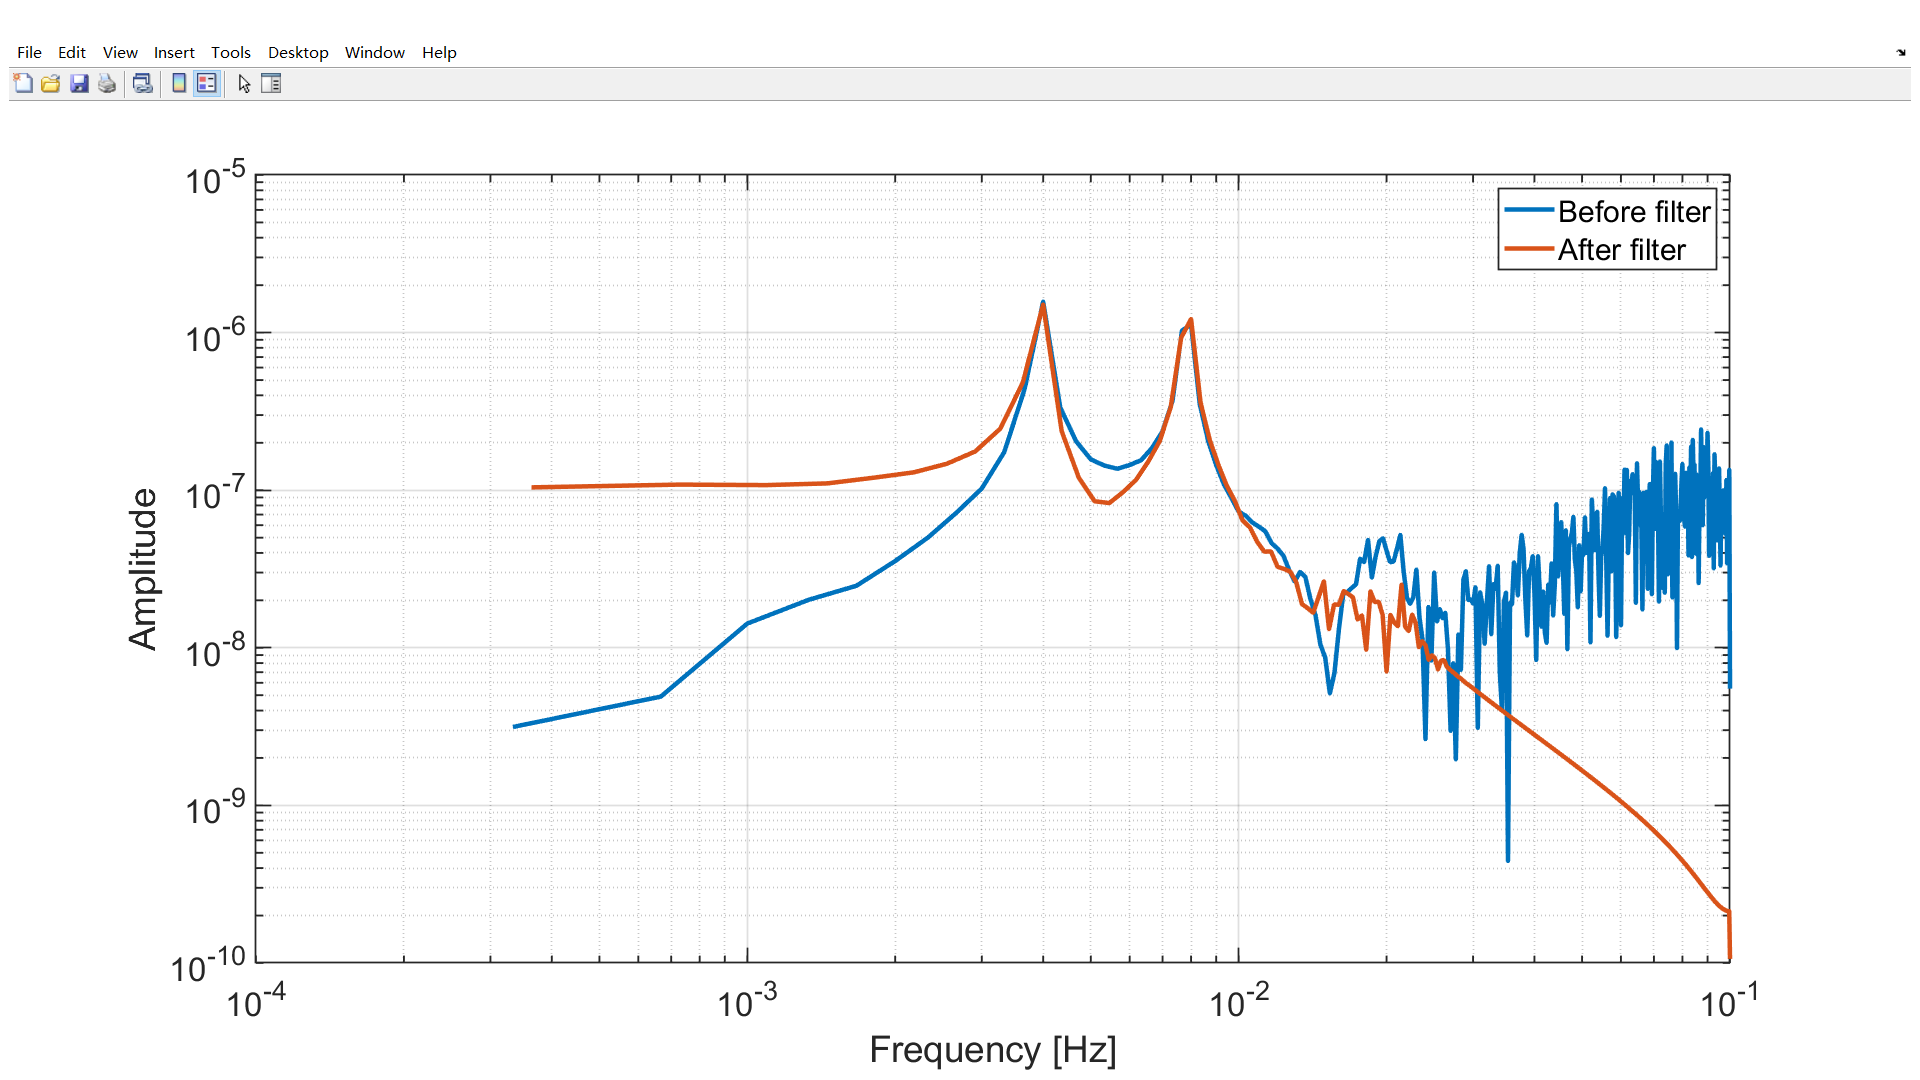 File Edit View Insert Tools Desktop Window Help
10^-5
Before filter
After filter
10^-6
10^-7
10^-8
10^-9
10^-10
Amplitude
10^-4 10^-3 10^-2 10^-1
Frequency [Hz]